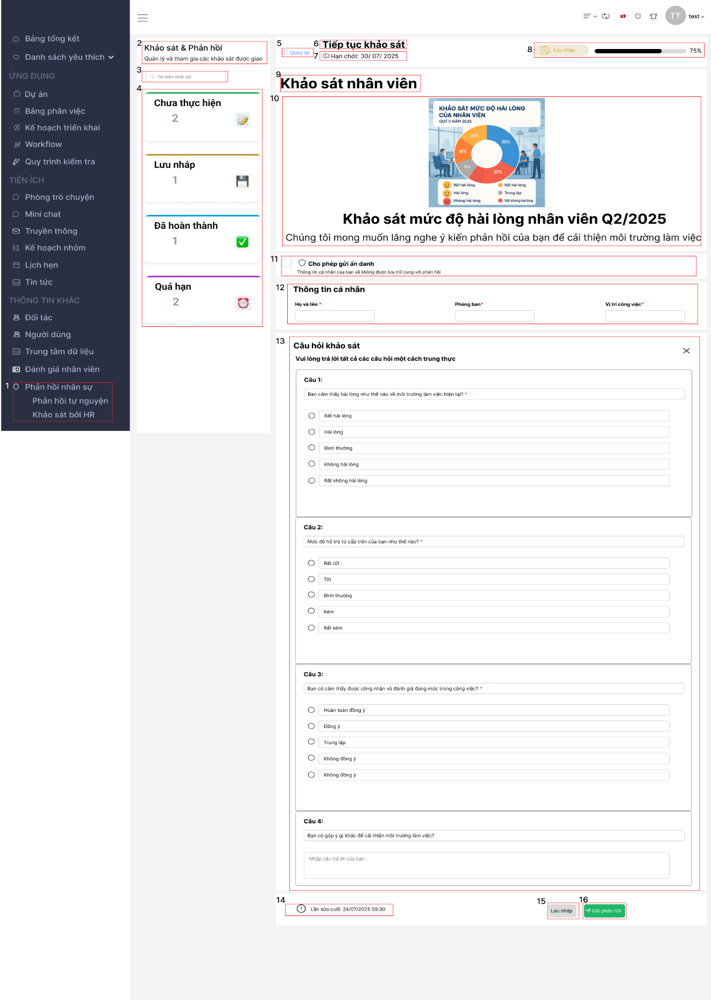 Bảng tổng kết
Danh sách yêu thích
ỨNG DỤNG
Dự án
Bảng phân việc
Kế hoạch triển khai
Workflow
Quy trình kiểm tra
TIỆN ÍCH
Phòng trò chuyện
Mini chat
Truyền thông
Kế hoạch nhóm
Lịch hẹn
Tin tức
THÔNG TIN KHÁC
Đối tác
Người dùng
Trung tâm dữ liệu
Đánh giá nhân viên
1
Phản hồi nhân sự
Phản hồi tự nguyện
Khảo sát bởi HR
TT
test
2
Khảo sát & Phản hồi
Quản lý và tham gia các khảo sát được giao
3
Tìm kiếm khảo sát
4
Chưa thực hiện
2
Lưu nháp
1
Đã hoàn thành
1
Quá hạn
2
5
Quay lại
6
Tiếp tục khảo sát
7
Hạn chót: 30/ 07/ 2025
8
Lưu nháp
75%
9
Khảo sát nhân viên
10
KHẢO SÁT MỨC ĐỘ HÀI LÒNG
CỦA NHÂN VIÊN
QUÝ II NĂM 2025
32%
35%
18%
9%
22%
Rất hài lòng
Rất hài lòng
Hài lòng
Trung lập
Không hài lòng
Rất không hài lòng
Khảo sát mức độ hài lòng nhân viên Q2/2025
Chúng tôi mong muốn lắng nghe ý kiến phản hồi của bạn để cải thiện môi trường làm việc
11
Cho phép gửi ẩn danh
Thông tin cá nhân của bạn sẽ không được lưu trữ cùng với phản hồi
12
Thông tin cá nhân
Họ và tên *
Phòng ban*
Vị trí công việc*
13
Câu hỏi khảo sát
Vui lòng trả lời tất cả các câu hỏi một cách trung thực
Câu 1:
Bạn cảm thấy hài lòng như thế nào về môi trường làm việc hiện tại? *
Rất hài lòng
Hài lòng
Bình thường
Không hài lòng
Rất không hài lòng
Câu 2:
Mức độ hỗ trợ từ cấp trên của bạn như thế nào? *
Rất tốt
Tốt
Bình thường
Kém
Rất kém
Câu 3:
Bạn có cảm thấy được công nhận và đánh giá đúng mức trong công việc? *
Hoàn toàn đồng ý
Đồng ý
Trung lập
Không đồng ý
Không đồng ý
Câu 4:
Bạn có góp ý gì khác để cải thiện môi trường làm việc?
Nhập câu trả lời của bạn...
14
Lần sửa cuối: 24/07/2025 09:30
15
Lưu nháp
16
Gửi phản hồi